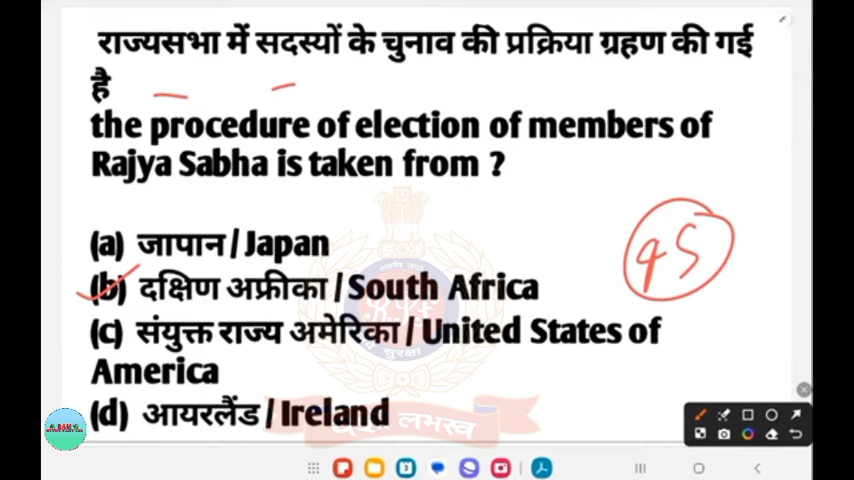 राज्यसभा में सदस्यों के चुनाव की प्रक्रिया ग्रहण की गई
है
the procedure of election of members of
Rajya Sabha is taken from ?
(a) जापान / Japan
(b) दक्षिण अफ्रीका / South Africa
45
(c) संयुक्त राज्य अमेरिका / United States of
America
(d) आयरलैंड / Ireland